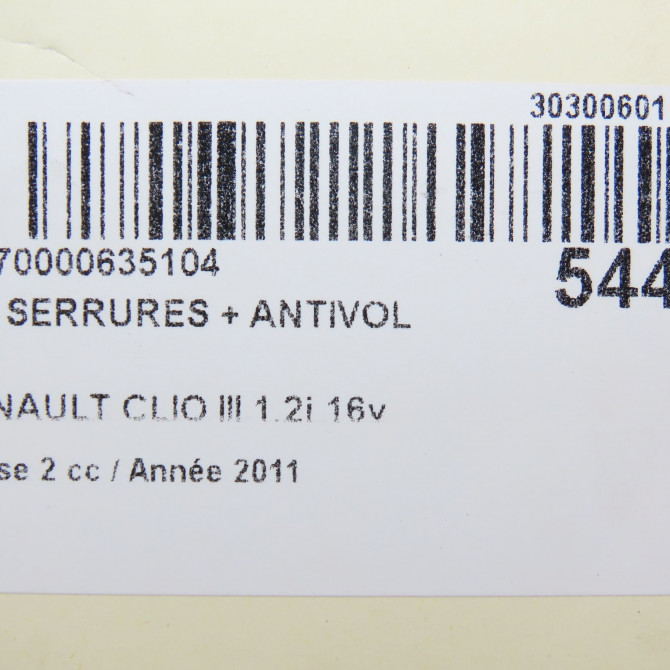 30300601
70000635104
544
SERRURES + ANTIVOL
NAULT CLIO III 1.2i 16v
se 2 cc / Année 2011